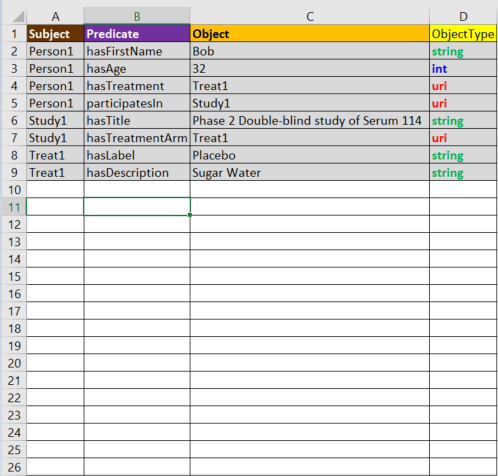 A B C D
1 Subject Predicate Object ObjectType
2 Person1 hasFirstName Bob string
3 Person1 hasAge 32 int
4 Person1 hasTreatment Treat1 uri
5 Person1 participatesIn Study1 uri
6 Study1 hasTitle Phase 2 Double-blind study of Serum 114 string
7 Study1 hasTreatmentArm Treat1 uri
8 Treat1 hasLabel Placebo string
9 Treat1 hasDescription Sugar Water string
10
11
12
13
14
15
16
17
18
19
20
21
22
23
24
25
26